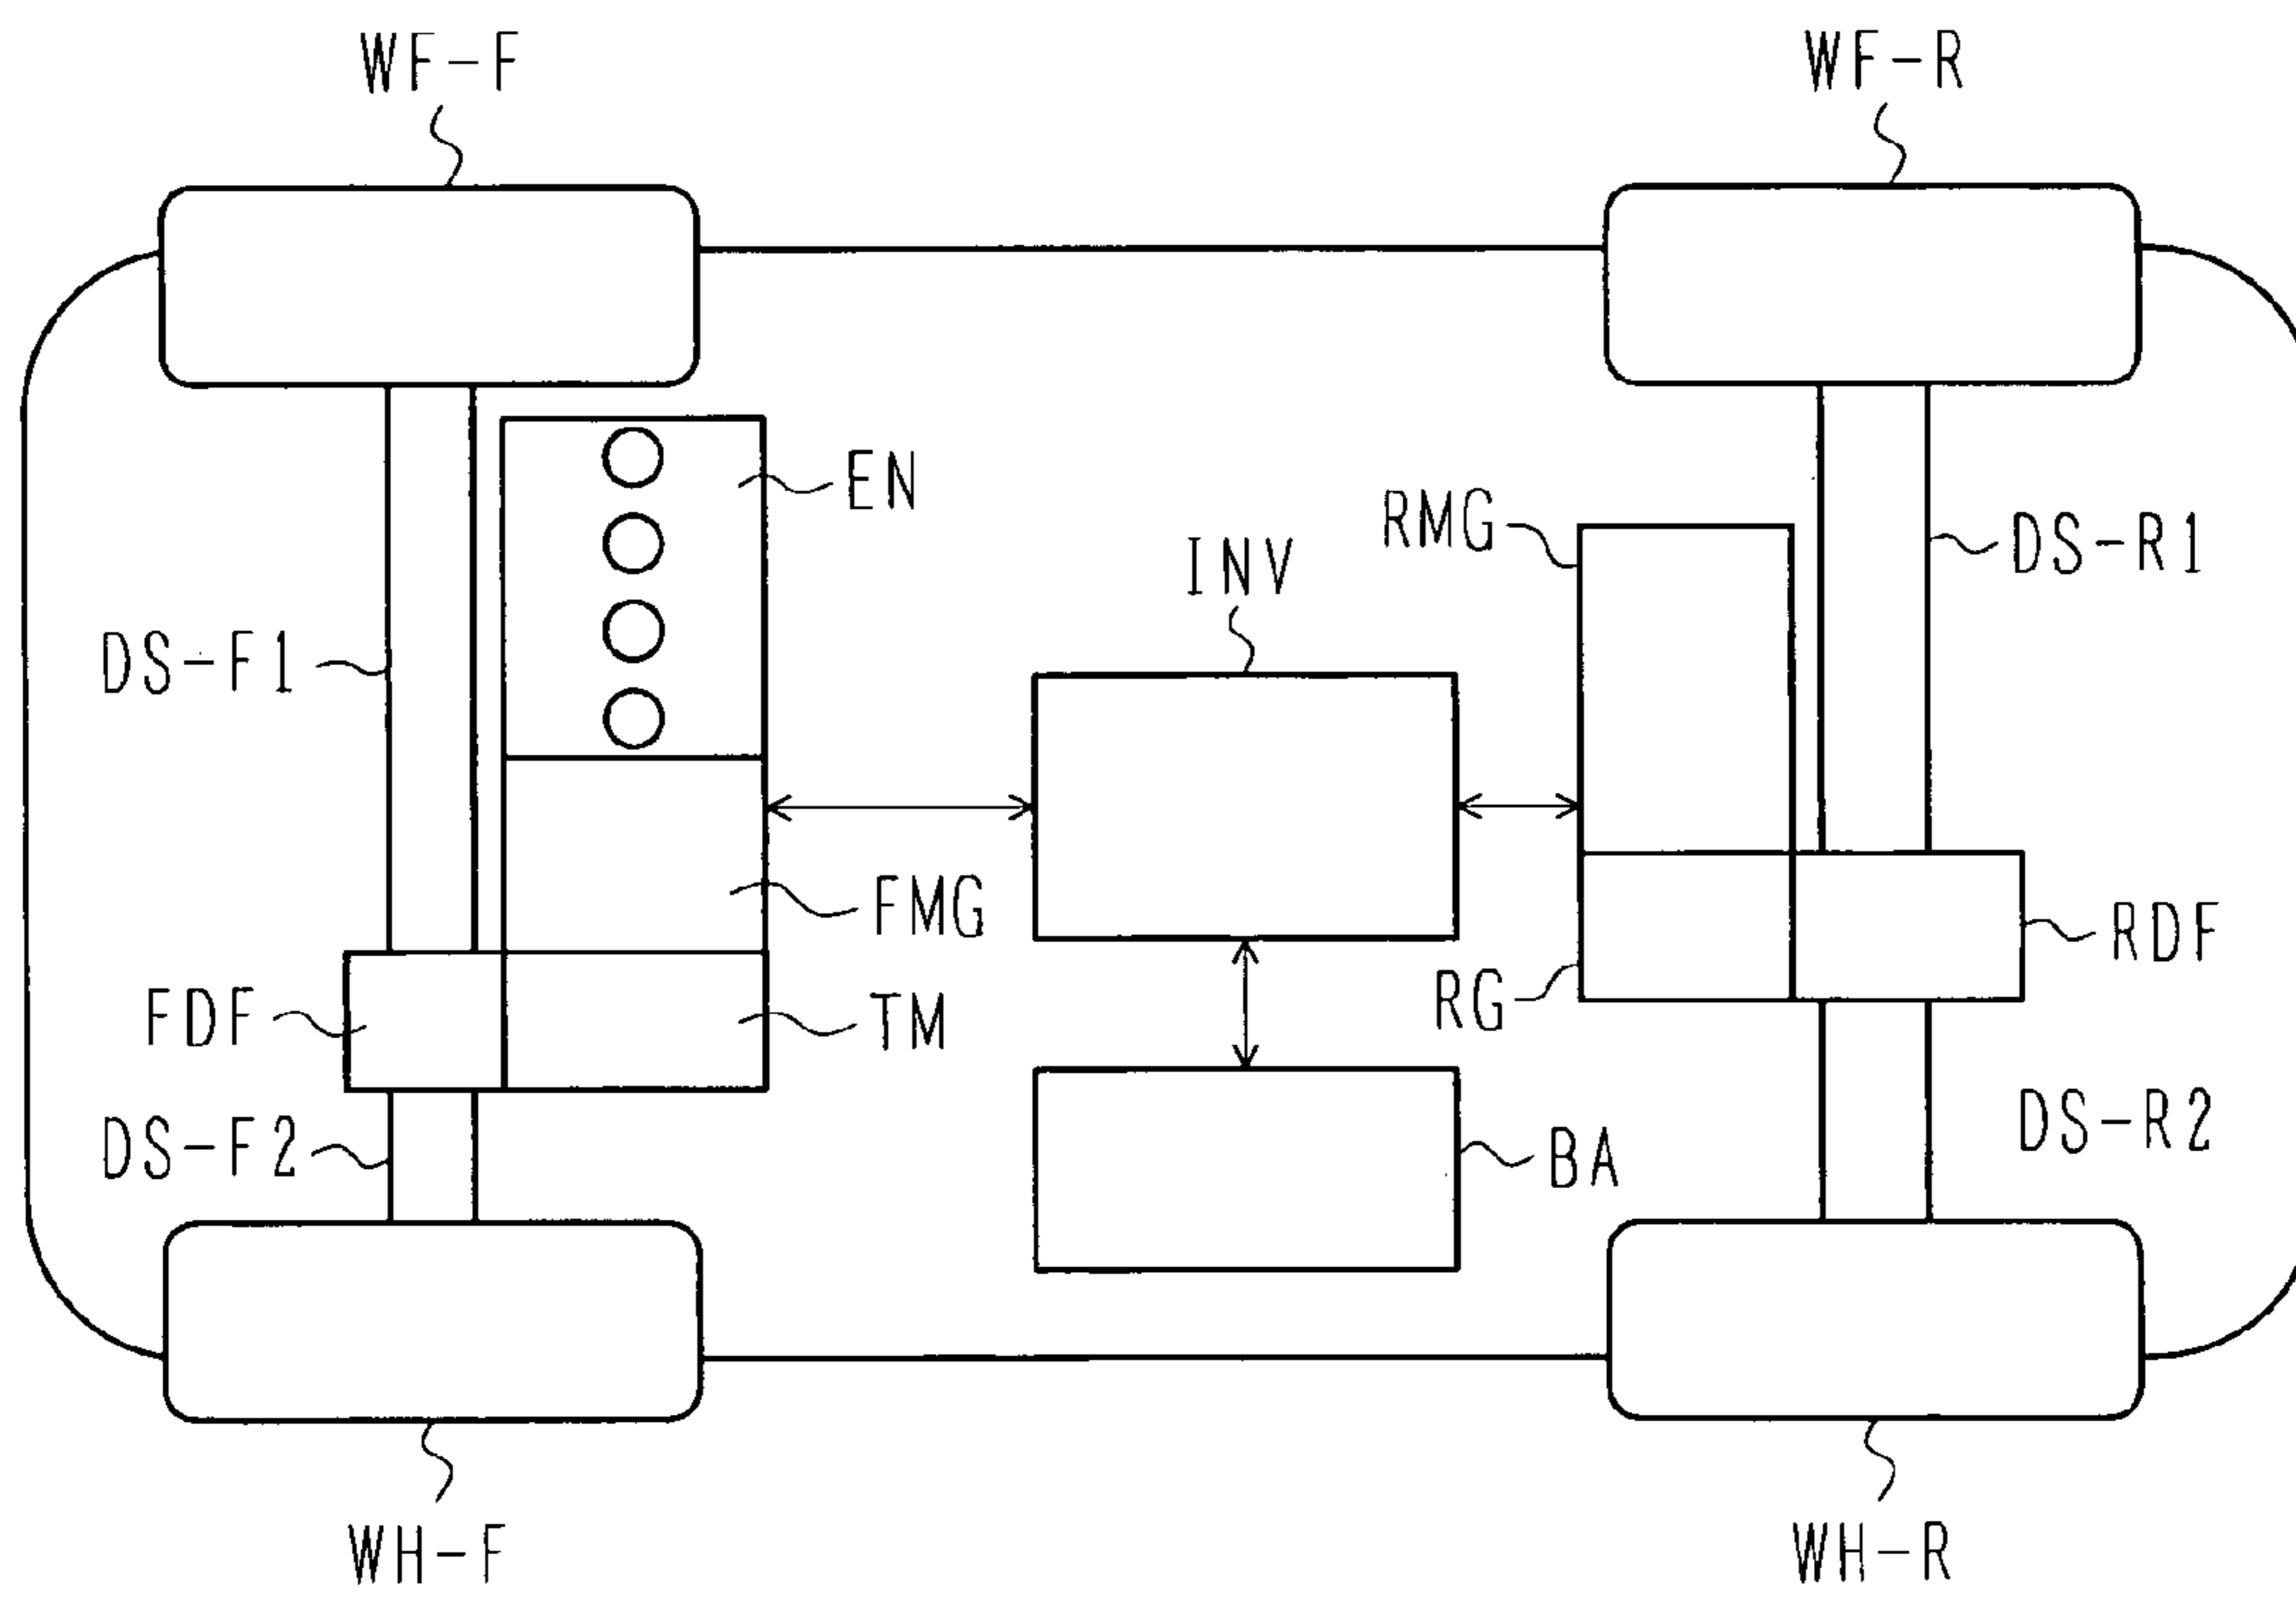 WF-F
WF-R
EN
RMG
DS-R1
INV
DS-F1
FMG
RDF
RG
FDF
TM
DS-F2
BA
DS-R2
WH-F
WH-R